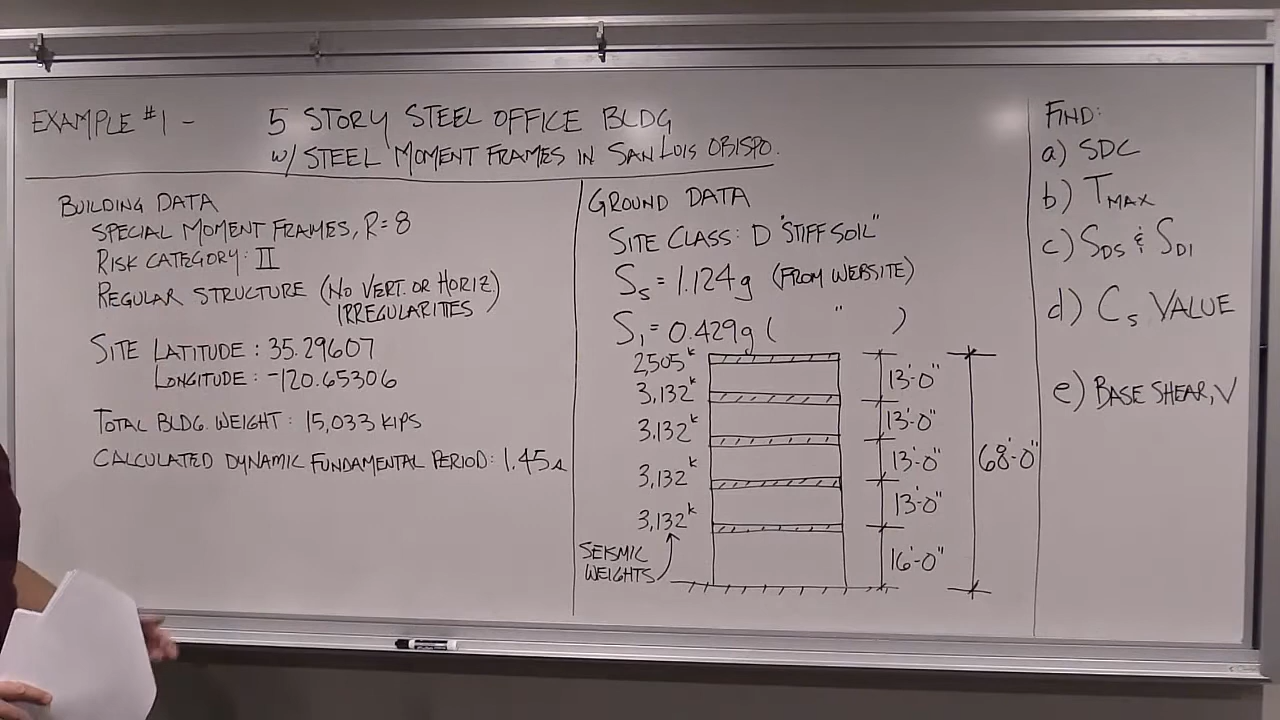 EXAMPLE #1 - 5 STORY STEEL OFFICE BLDG
W/ STEEL MOMENT FRAMES IN SAN LOIS OBISPO.
BUILDING DATA
SPECIAL MOMENT FRAMES, R=8
RISK CATEGORY: II
REGULAR STRUCTURE (NO VERT. OR HORIZ.)
IRREGULARITIES
SITE LATITUDE: 35.29607
LONGITUDE: -120.65306
TOTAL BLDG. WEIGHT: 15,033 KIPS
CALCULATED DYNAMIC FUNDAMENTAL PERIOD: 1.45s
GROUND DATA
SITE CLASS: D "STIFF SOIL"
Ss = 1.124g (FROM WEBSITE)
S1 = 0.429g ( " )
2,505k
3,132k
3,132k
3,132k
3,132k
SEISMIC
WEIGHTS
13'-0"
13'-0"
13'-0"
13'-0"
16'-0"
68'-0"
FIND:
a) SDC
b) TMAX
c) SDS & SD1
d) Cs VALUE
e) BASE SHEAR, V